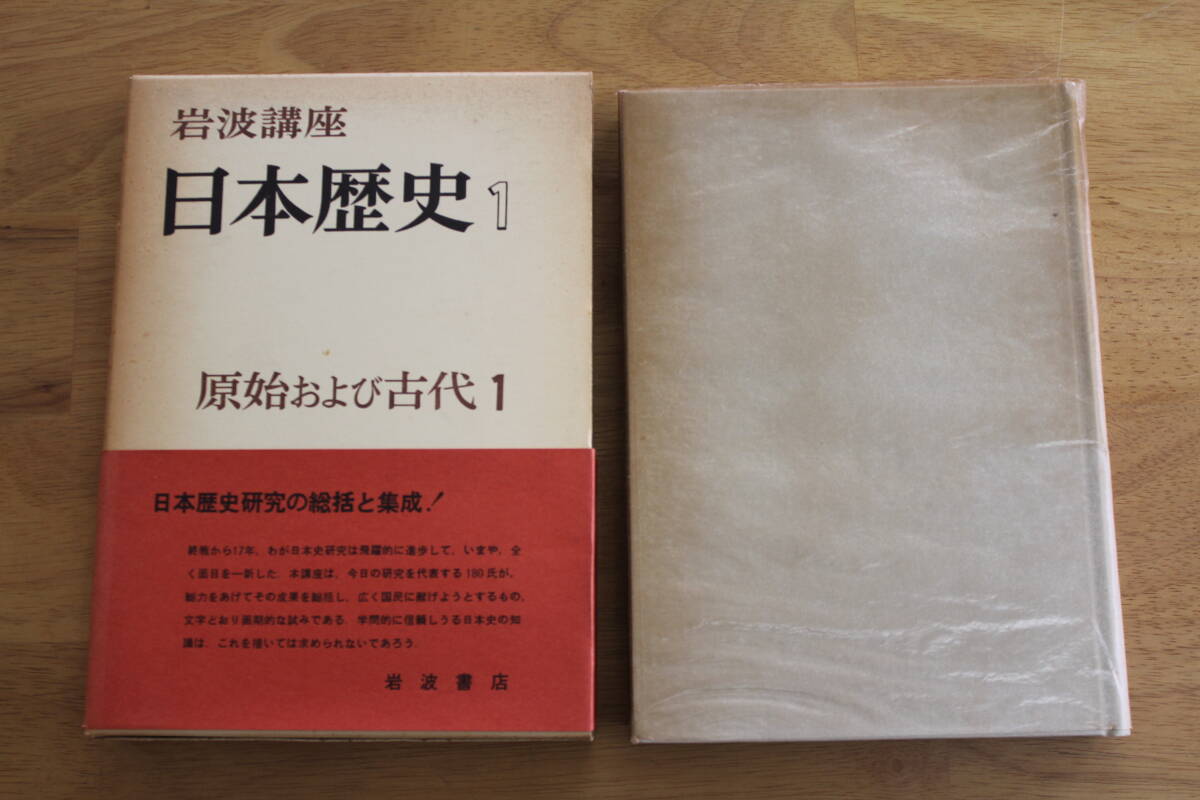 岩波講座
日本歴史1
原始および古代1
日本歴史研究の総括と集成!
終戦から17年、わが日本史研究は飛躍的に進歩して、いまや、全
く面目を一新した.本講座は、今日の研究を代表する180氏が、
総力をあげてその成果を総括し、広く国民に献げようとするもの、
文字どおり画期的な試みである.学問的に信頼しうる日本史の知
識は、これを措いては求められないであろう.
岩波書店